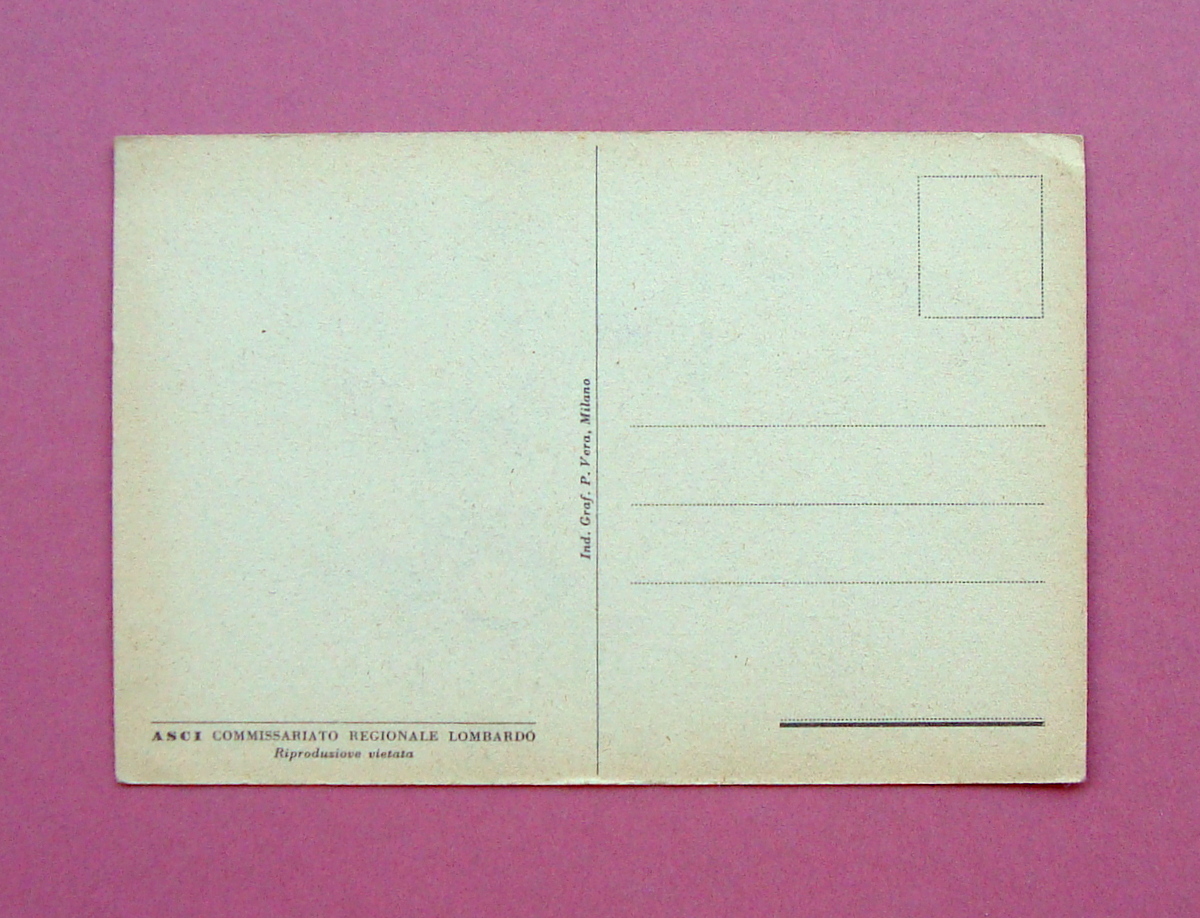 Ind. Graf. P. Vera, Milano
ASCI COMMISSARIATO REGIONALE LOMBARDO
Riproduzione vietata